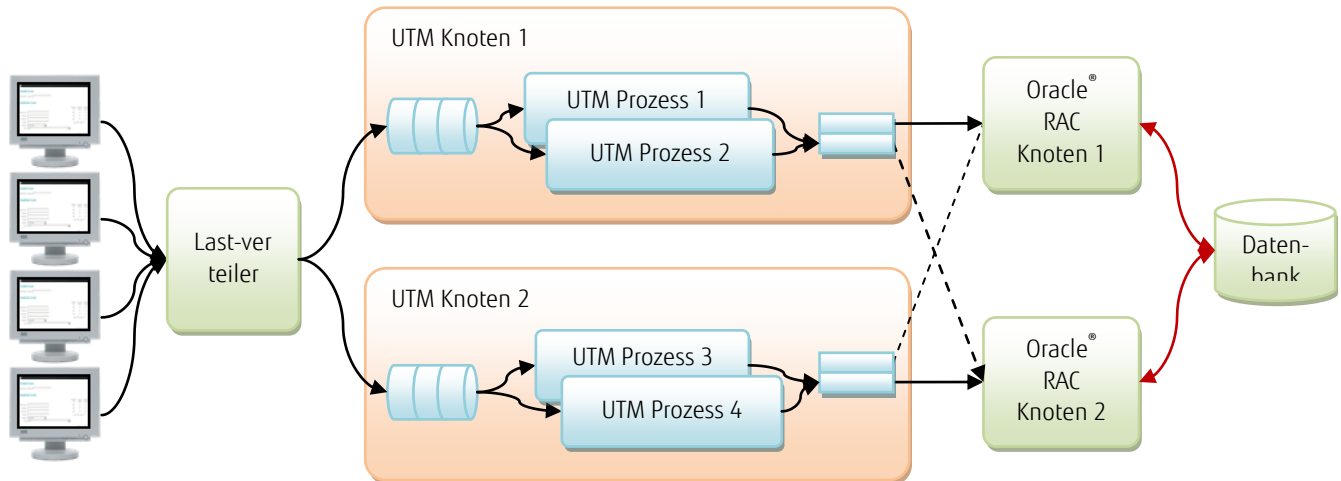 UTM Knoten 1
UTM Prozess 1
UTM Prozess 2
Oracle®
RAC
Knoten 1
Last-ver
teiler
Daten-
bank
UTM Knoten 2
UTM Prozess 3
UTM Prozess 4
Oracle®
RAC
Knoten 2